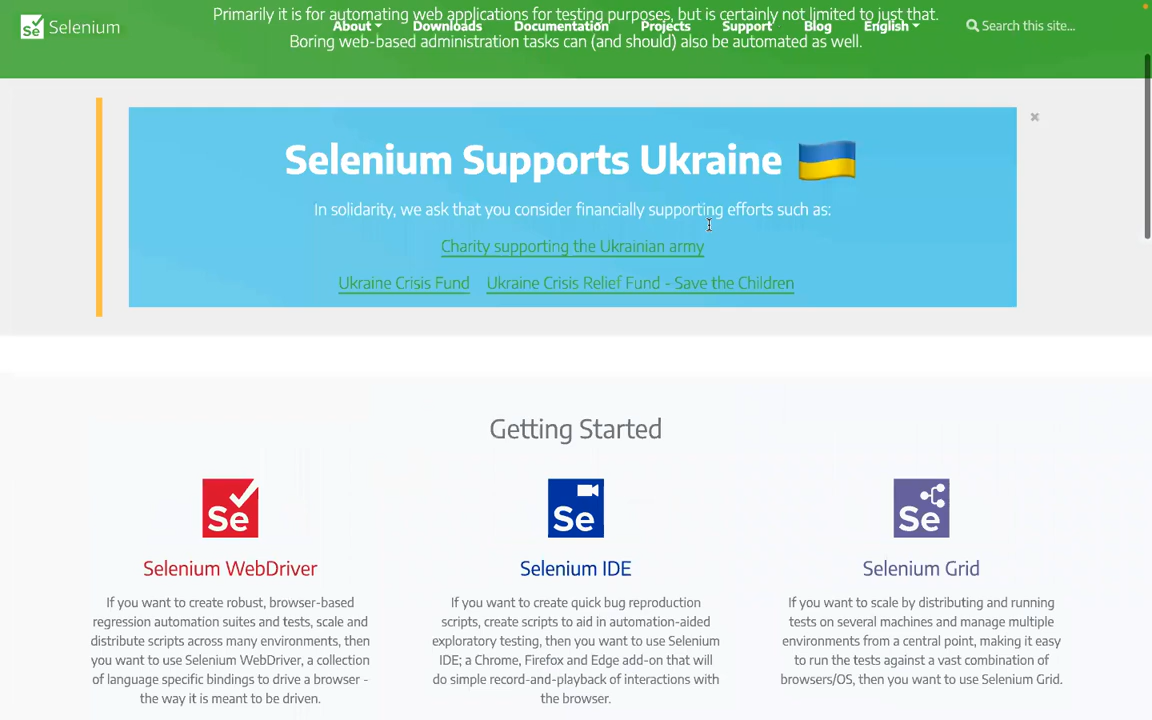 Primarily it is for automating web applications for testing purposes, but is certainly not limited to just that.
Selenium
About
Downloads
Documentation
Projects
Support
Blog
English
Search this site...
Boring web-based administration tasks can (and should) also be automated as well.
Selenium Supports Ukraine
In solidarity, we ask that you consider financially supporting efforts such as:
Charity supporting the Ukrainian army
Ukraine Crisis Fund Ukraine Crisis Relief Fund - Save the Children
Getting Started
Se
Selenium WebDriver
If you want to create robust, browser-based
regression automation suites and tests, scale and
distribute scripts across many environments, then
you want to use Selenium WebDriver, a collection
of language specific bindings to drive a browser -
the way it is meant to be driven.
Se
Selenium IDE
If you want to create quick bug reproduction
scripts, create scripts to aid in automation-aided
exploratory testing, then you want to use Selenium
IDE; a Chrome, Firefox and Edge add-on that will
do simple record-and-playback of interactions with
the browser.
Se
Selenium Grid
If you want to scale by distributing and running
tests on several machines and manage multiple
environments from a central point, making it easy
to run the tests against a vast combination of
browsers/OS, then you want to use Selenium Grid.